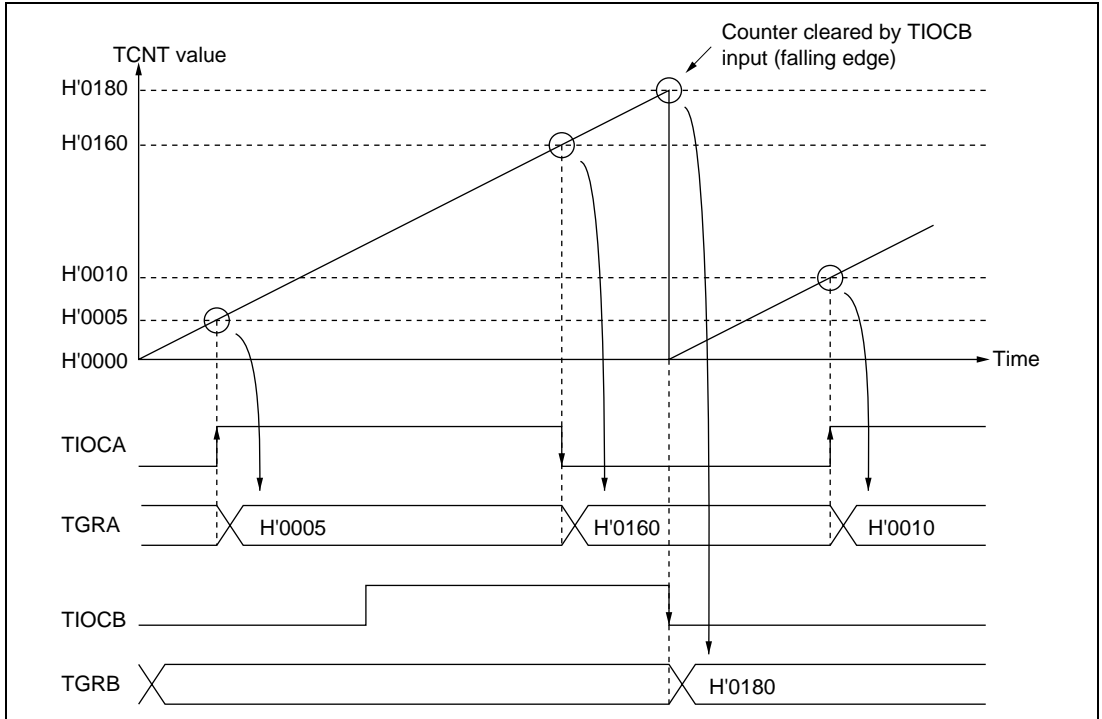 Counter cleared by TIOCB
input (falling edge)
TCNT value
H'0180
H'0160
H'0010
H'0005
H'0000
Time
TIOCA
TGRA
H'0005
H'0160
H'0010
TIOCB
TGRB
H'0180